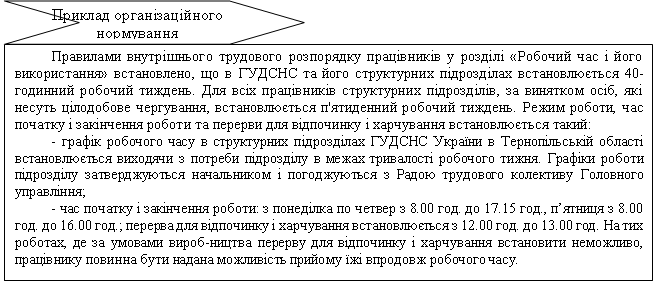 Приклад організаційного
нормування
Правилами внутрішнього трудового розпорядку працівників у розділі «Робочий час і його
використання» встановлено, що в ГУДСНС та його структурних підрозділах встановлюється 40-
годинний робочий тиждень. Для всіх працівників структурних підрозділів, за винятком осіб, які
несуть цілодобове чергування, встановлюється п'ятиденний робочий тиждень. Режим роботи, час
початку і закінчення роботи та перерви для відпочинку і харчування встановлюється такий:
- графік робочого часу в структурних підрозділах ГУДСНС України в Тернопільській області
встановлюється виходячи з потреби підрозділу в межах тривалості робочого тижня. Графіки роботи
підрозділу затверджуються начальником і погоджуються з Радою трудового колективу Головного
управління;
- час початку і закінчення роботи: з понеділка по четвер з 8.00 год. до 17.15 год., п’ятниця з 8.00
год. до 16.00 год.; перерва для відпочинку і харчування встановлюється з 12.00 год. до 13.00 год. На тих
роботах, де за умовами вироб-ництва перерву для відпочинку і харчування встановити неможливо,
працівнику повинна бути надана можливість прийому їжі впродовж робочого часу.